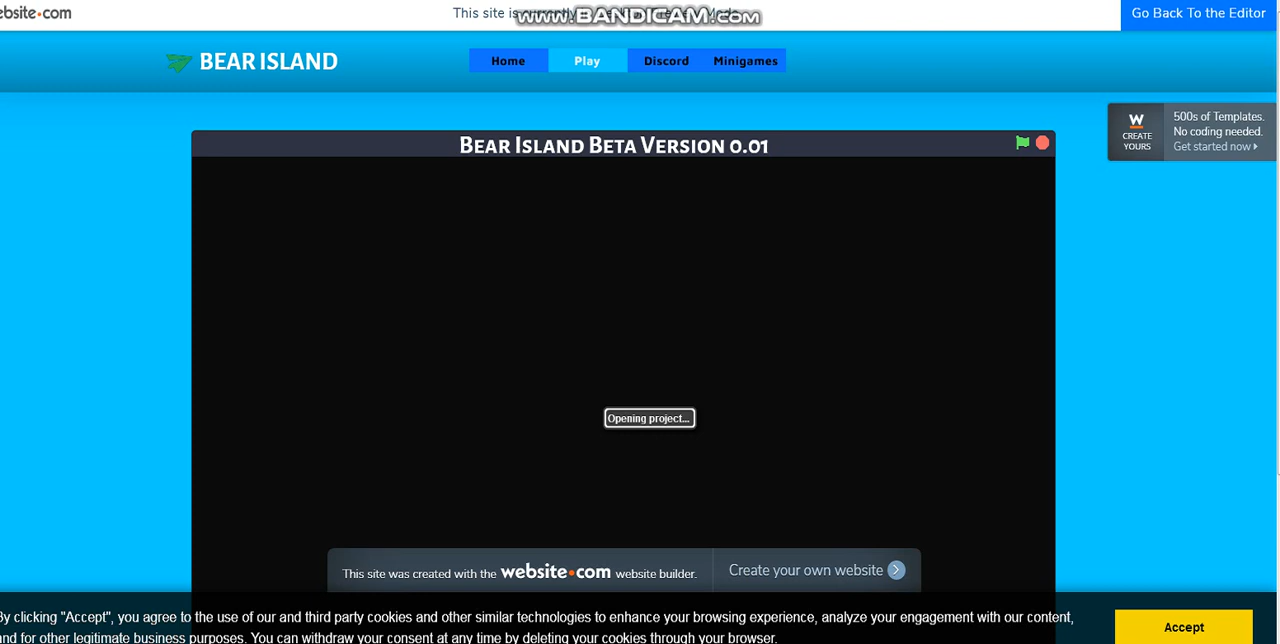 ebsite.com
This site is currently
www.BANDICAM.com
Go Back To the Editor
BEAR ISLAND
Home
Play
Discord
Minigames
W
CREATE
YOURS
500s of Templates.
No coding needed.
Get started now
Bear Island Beta Version 0.01
Opening project...
This site was created with the website.com website builder.
Create your own website
By clicking "Accept", you agree to the use of our and third party cookies and other similar technologies to enhance your browsing experience, analyze your engagement with our content,
and for other legitimate business purposes. You can withdraw your consent at any time by deleting your cookies through your browser.
Accept